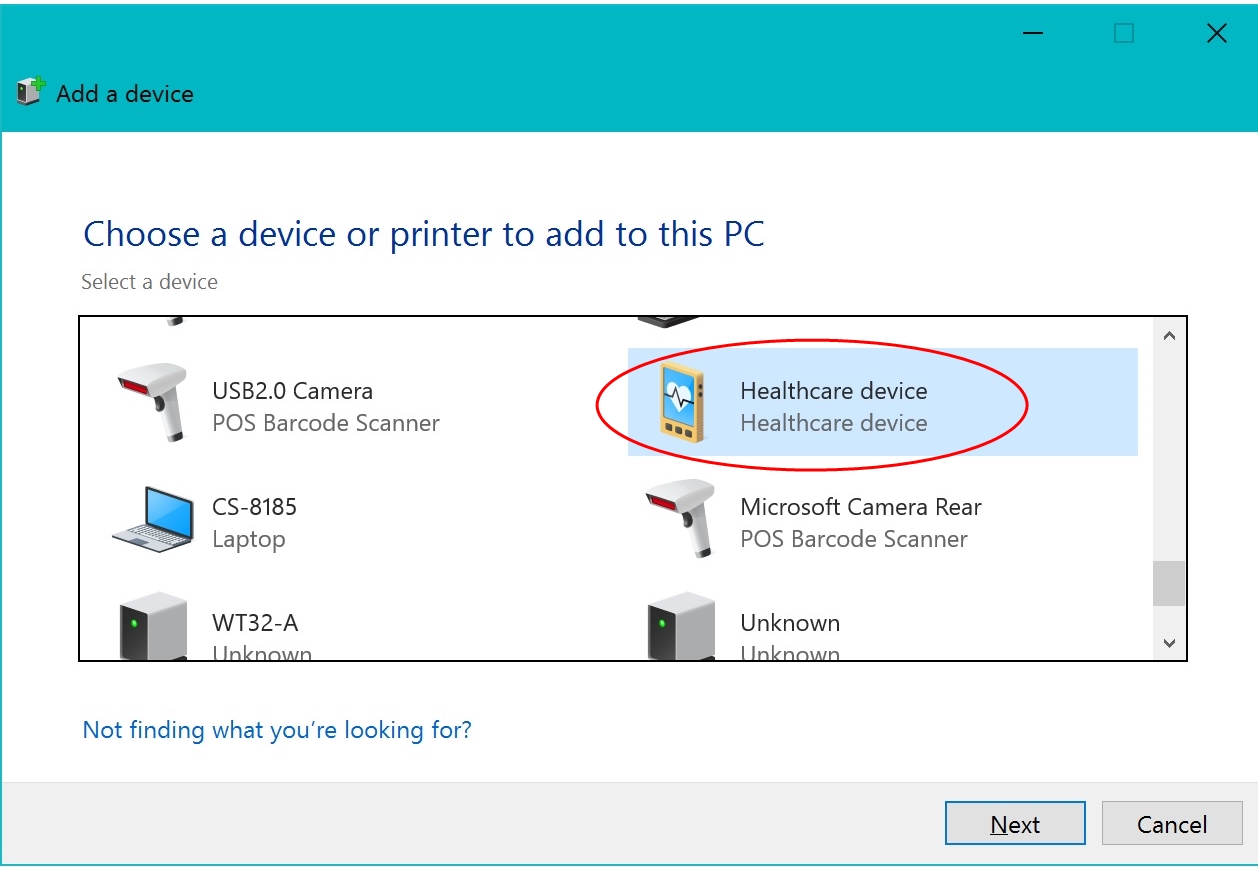 Add a device
Choose a device or printer to add to this PC
Select a device
USB2.0 Camera
POS Barcode Scanner
Healthcare device
Healthcare device
CS-8185
Laptop
Microsoft Camera Rear
POS Barcode Scanner
WT32-A
Unknown
Unknown
Unknown
Not finding what you’re looking for?
Next
Cancel